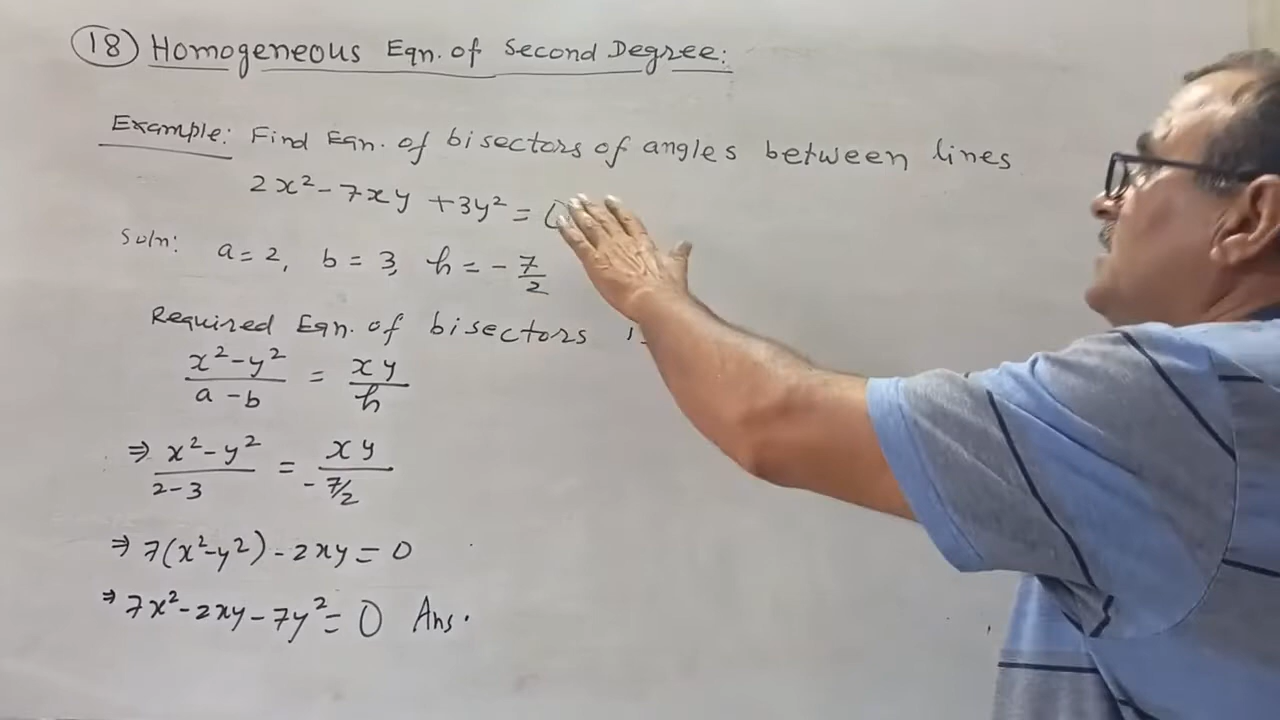 (18) Homogeneous Eqn. of Second Degree:
Example: Find Eqn. of bisectors of angles between lines
2x² - 7xy + 3y² = 0
Soln: a = 2, b = 3, h = - 7/2
Required Eqn. of bisectors
(x² - y²)/(a - b) = xy/h
⇒ (x² - y²)/(2 - 3) = xy/(- 7/2)
⇒ 7(x² - y²) - 2xy = 0
⇒ 7x² - 2xy - 7y² = 0 Ans.